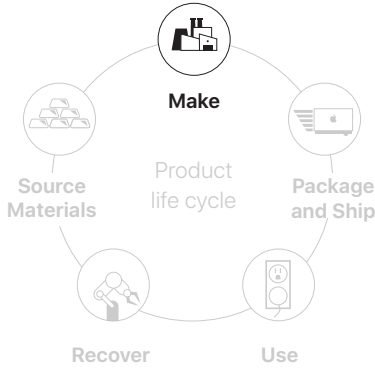 Make
Source
Materials
Product
life cycle
Package
and Ship
Recover
Use